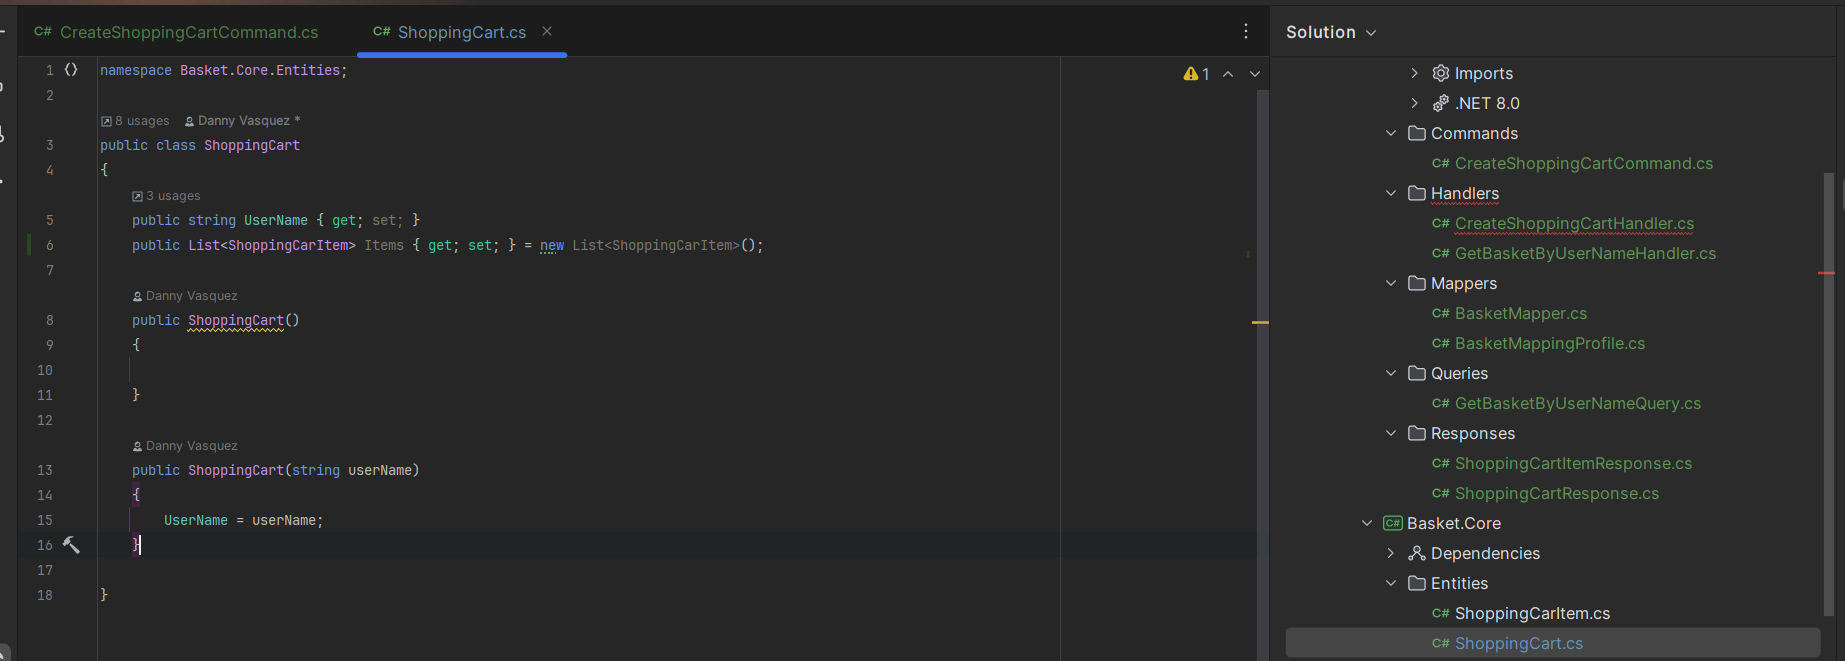 C# CreateShoppingCartCommand.cs
C# ShoppingCart.cs
Solution
1 namespace Basket.Core.Entities;
1
2
8 usages Danny Vasquez *
3 public class ShoppingCart
4 {
3 usages
5 public string UserName { get; set; }
6 public List<ShoppingCarItem> Items { get; set; } = new List<ShoppingCarItem>();
7
Danny Vasquez
8 public ShoppingCart()
9 {
10
11 }
12
Danny Vasquez
13 public ShoppingCart(string userName)
14 {
15 UserName = userName;
16 }
17
18 }
Imports
.NET 8.0
Commands
C# CreateShoppingCartCommand.cs
Handlers
C# CreateShoppingCartHandler.cs
C# GetBasketByUserNameHandler.cs
Mappers
C# BasketMapper.cs
C# BasketMappingProfile.cs
Queries
C# GetBasketByUserNameQuery.cs
Responses
C# ShoppingCartItemResponse.cs
C# ShoppingCartResponse.cs
C# Basket.Core
Dependencies
Entities
C# ShoppingCarItem.cs
C# ShoppingCart.cs